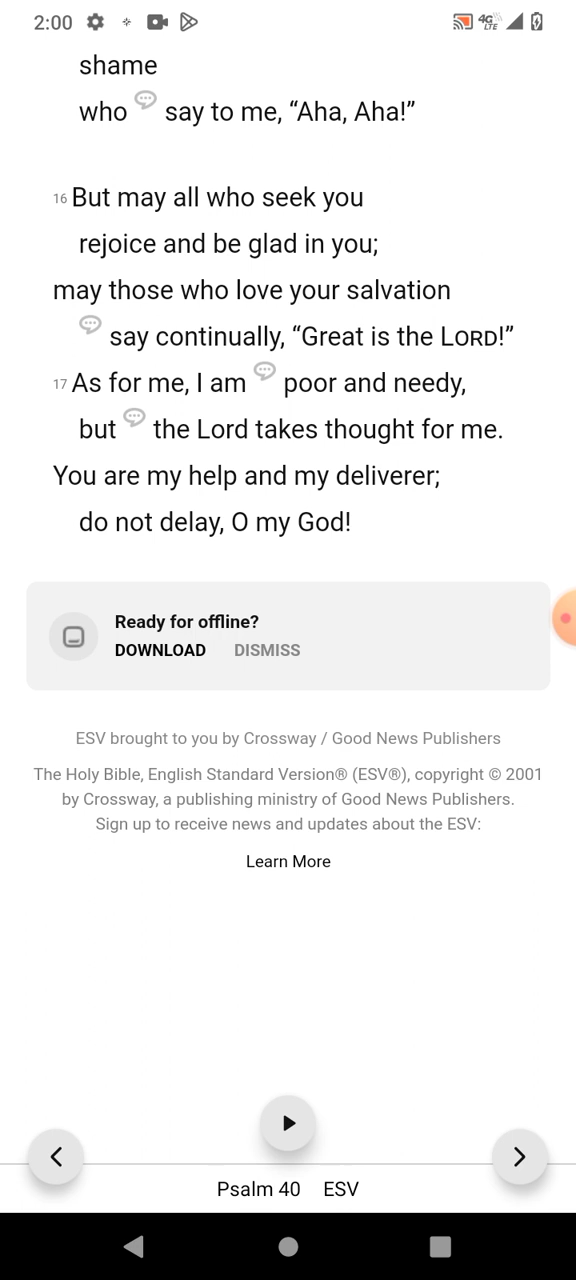 2:00
4G
LTE
shame
who say to me, “Aha, Aha!”
16 But may all who seek you
rejoice and be glad in you;
may those who love your salvation
say continually, “Great is the LORD!”
17 As for me, I am poor and needy,
but the Lord takes thought for me.
You are my help and my deliverer;
do not delay, O my God!
Ready for offline?
DOWNLOAD DISMISS
ESV brought to you by Crossway / Good News Publishers
The Holy Bible, English Standard Version® (ESV®), copyright © 2001
by Crossway, a publishing ministry of Good News Publishers.
Sign up to receive news and updates about the ESV:
Learn More
Psalm 40 ESV